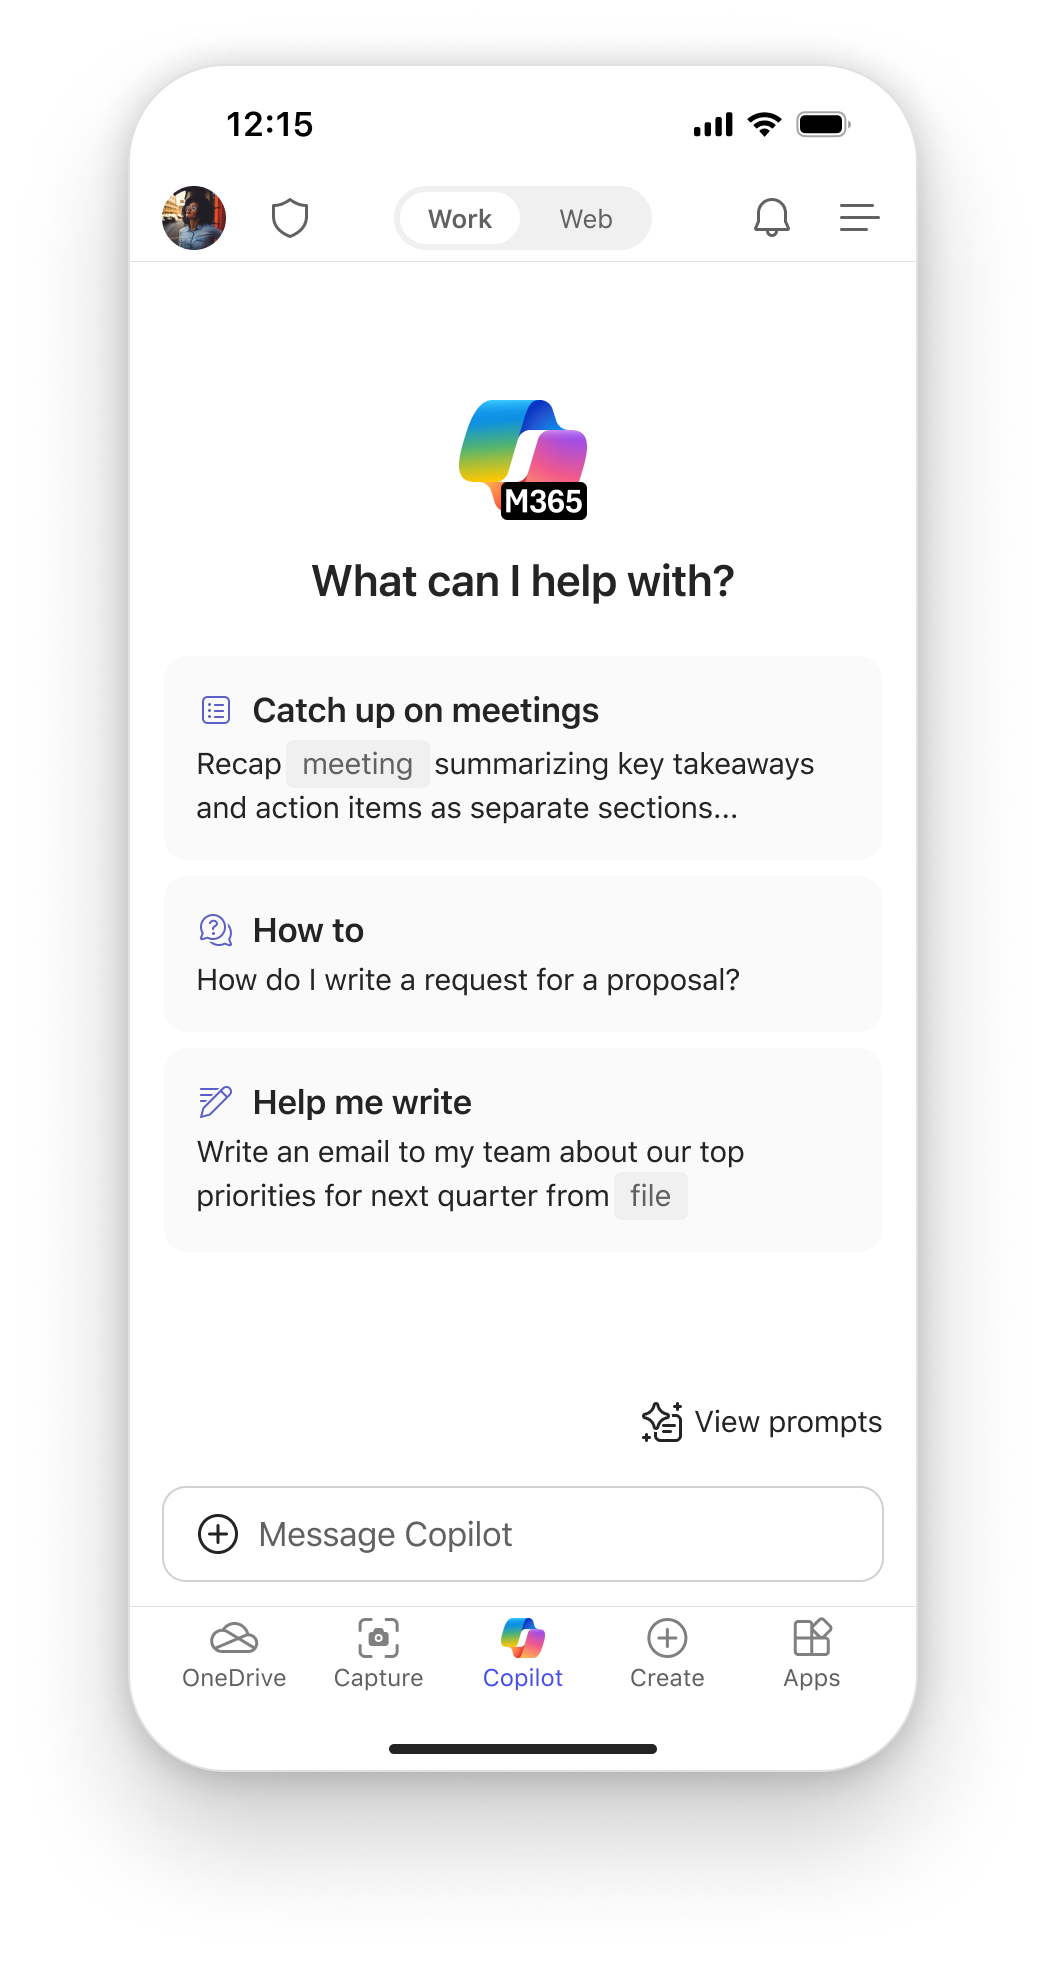 12:15
Work Web
M365
What can I help with?
Catch up on meetings
Recap meeting summarizing key takeaways
and action items as separate sections...
How to
How do I write a request for a proposal?
Help me write
Write an email to my team about our top
priorities for next quarter from file
View prompts
Message Copilot
OneDrive Capture Copilot Create Apps